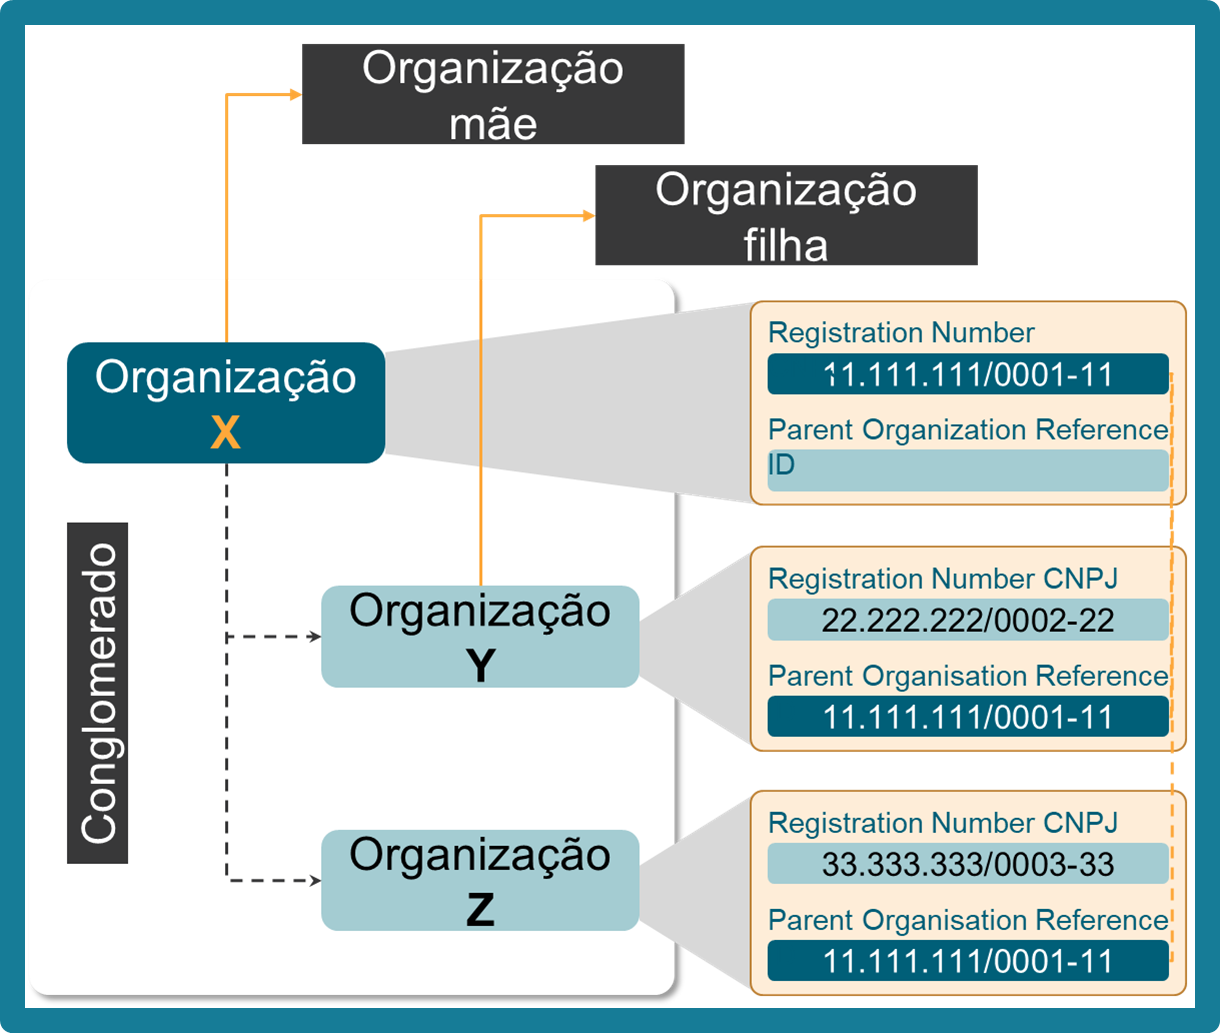 Organização
mãe
Organização
filha
Organização
X
Registration Number
11.111.111/0001-11
Parent Organization Reference
ID
Conglomerado
Organização
Y
Registration Number CNPJ
22.222.222/0002-22
Parent Organisation Reference
11.111.111/0001-11
Organização
Z
Registration Number CNPJ
33.333.333/0003-33
Parent Organisation Reference
11.111.111/0001-11